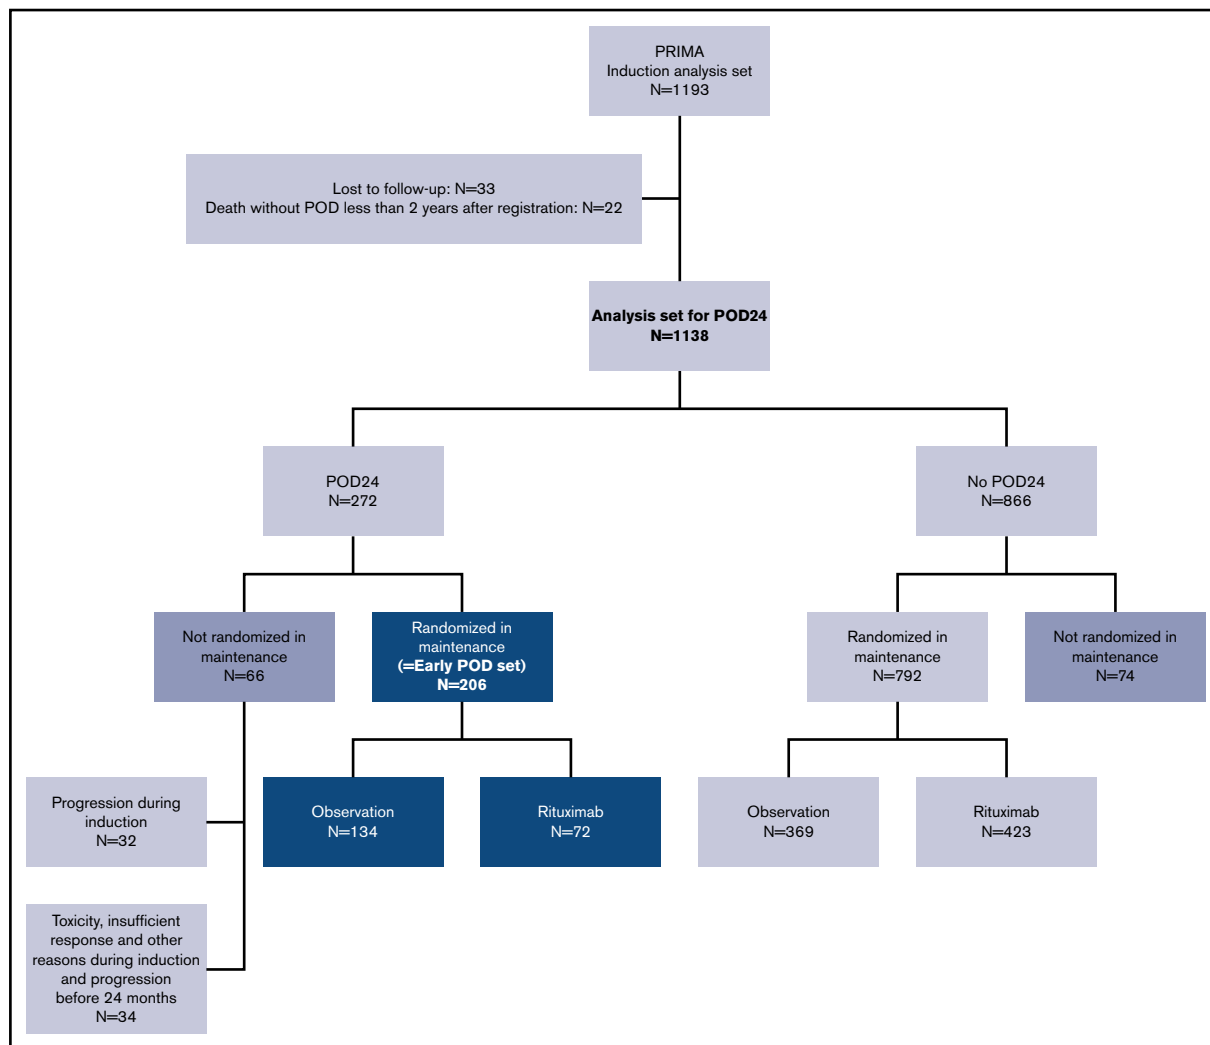 PRIMA
Induction analysis set
N=1193
Lost to follow-up: N=33
Death without POD less than 2 years after registration: N=22
Analysis set for POD24
N=1138
POD24
N=272
No POD24
N=866
Not randomized in
maintenance
N=66
Randomized in
maintenance
(=Early POD set)
N=206
Randomized in
maintenance
N=792
Not randomized in
maintenance
N=74
Progression during
induction
N=32
Observation
N=134
Rituximab
N=72
Observation
N=369
Rituximab
N=423
Toxicity, insufficient
response and other
reasons during induction
and progression
before 24 months
N=34